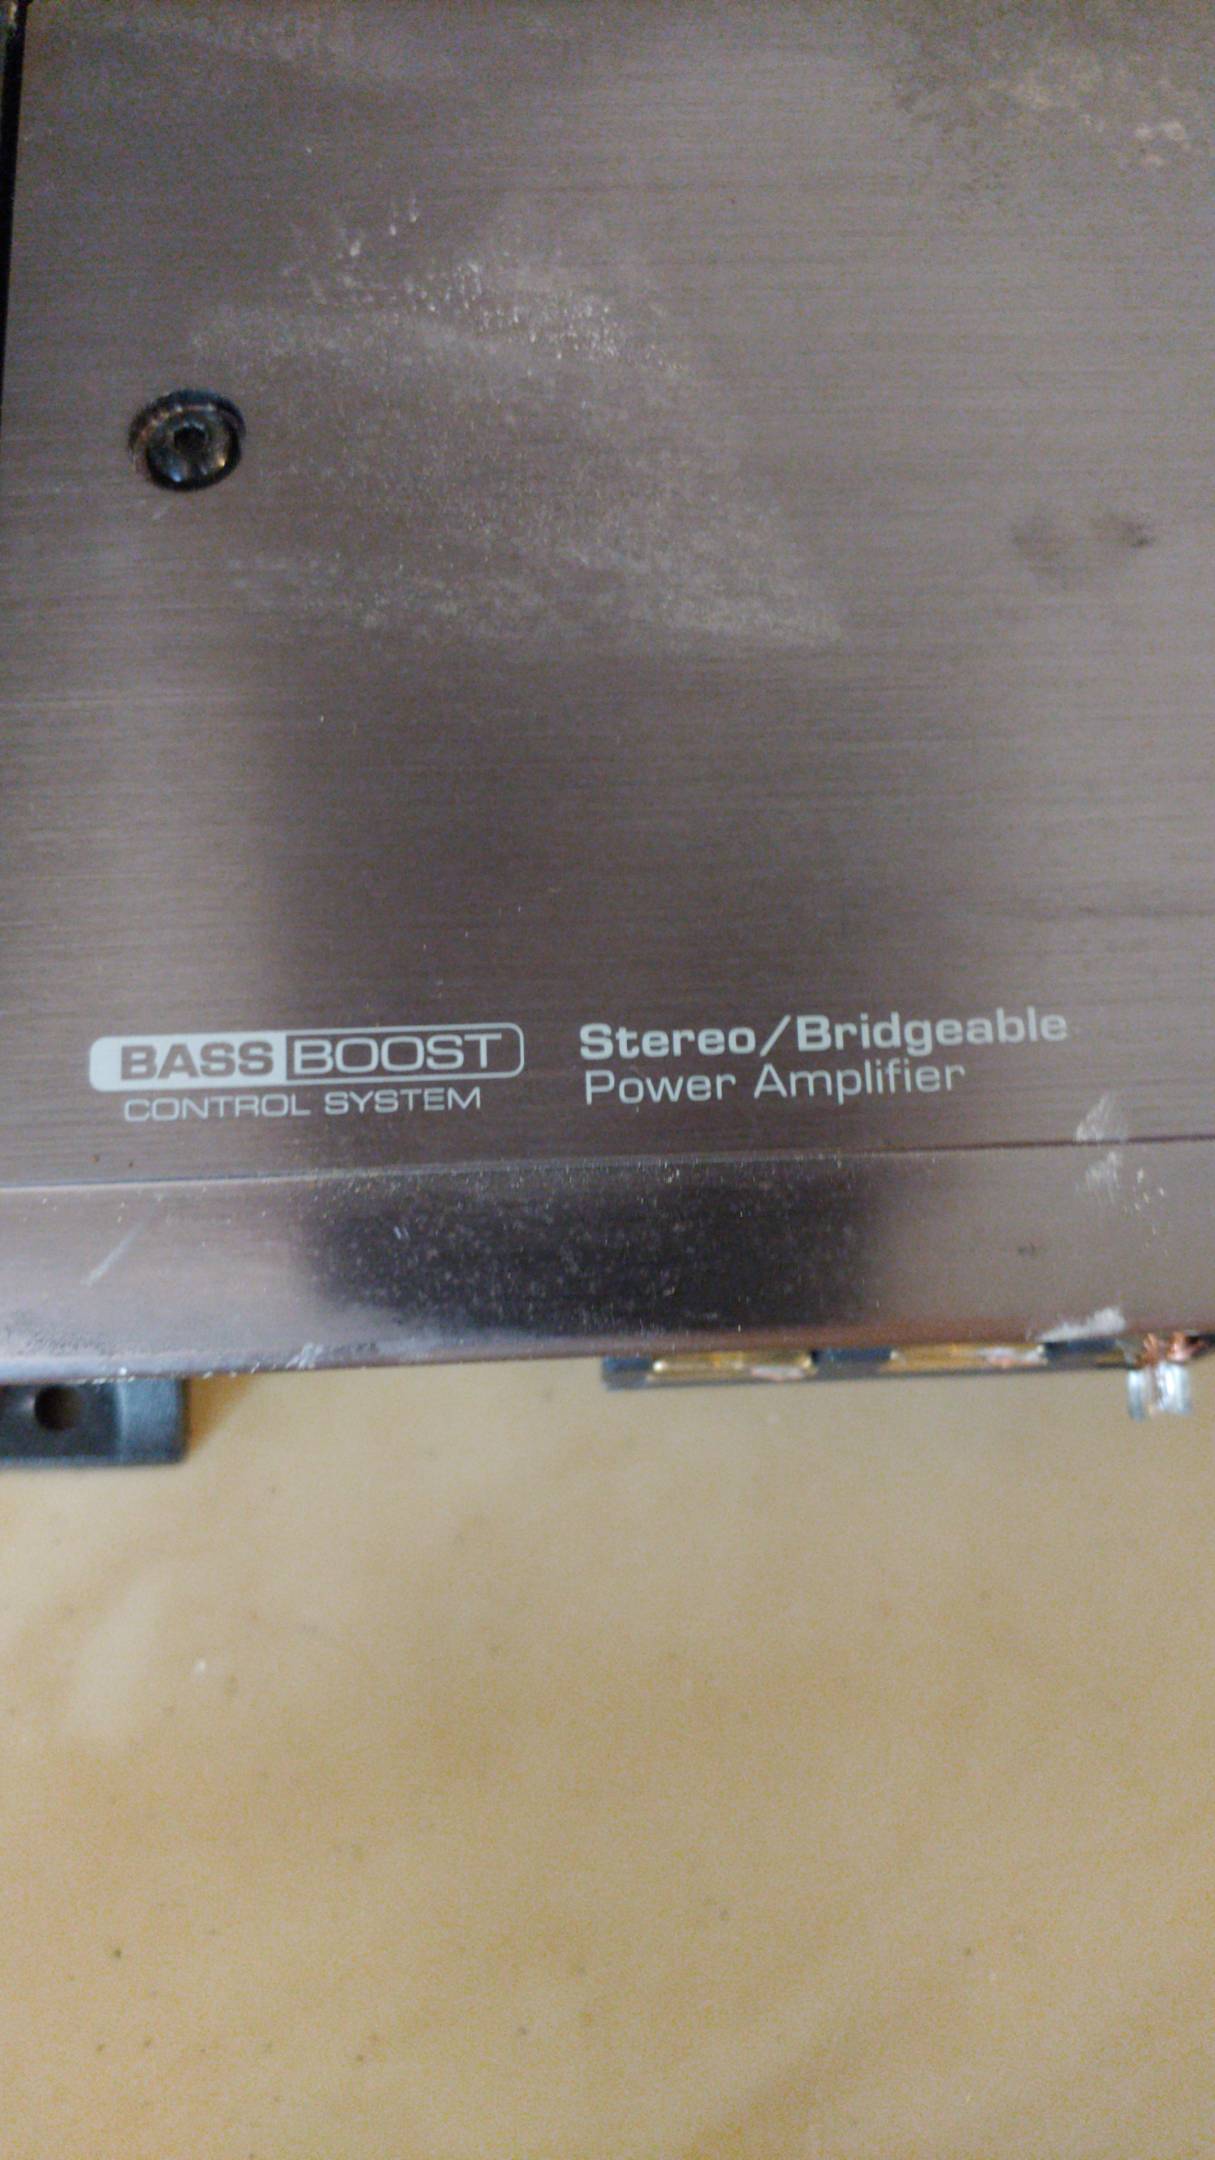 BASS BOOST
CONTROL SYSTEM
Stereo/Bridgeable
Power Amplifier